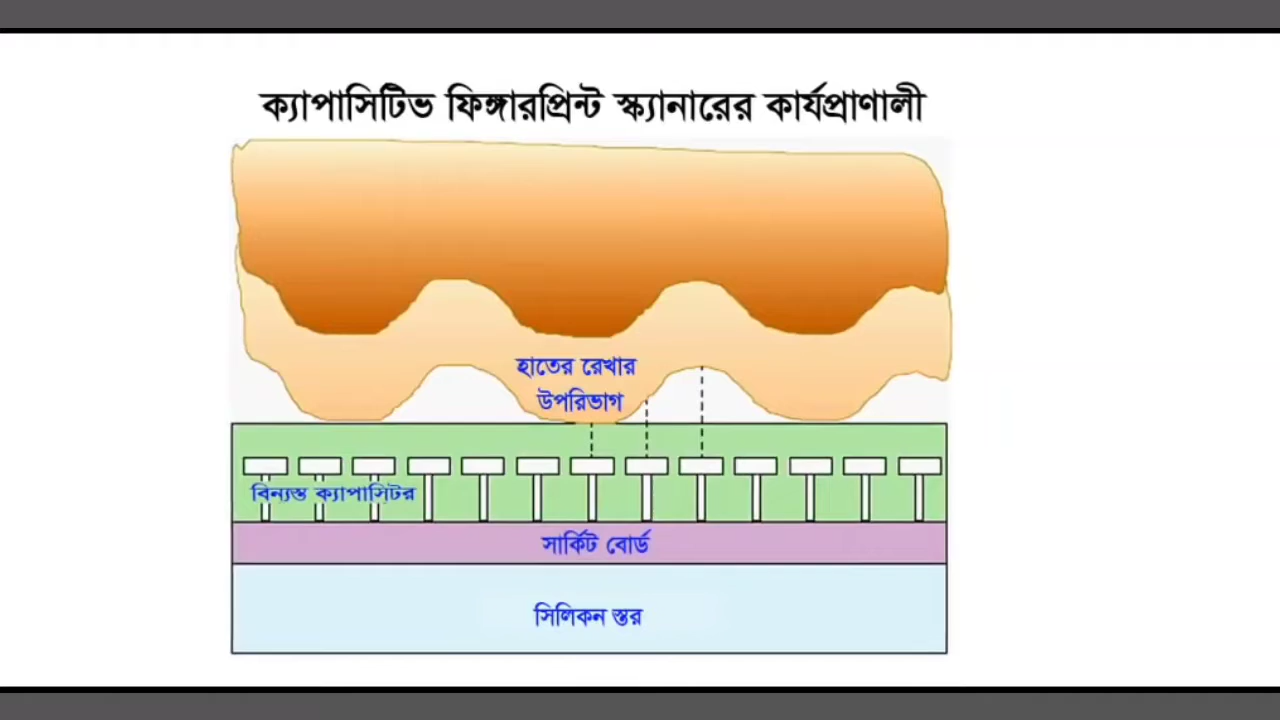 ক্যাপাসিটিভ ফিঙ্গারপ্রিন্ট স্ক্যানারের কার্যপ্রাণালী
হাতের রেখার
উপরিভাগ
বিন্যস্ত ক্যাপাসিটর
সার্কিট বোর্ড
সিলিকন স্তর